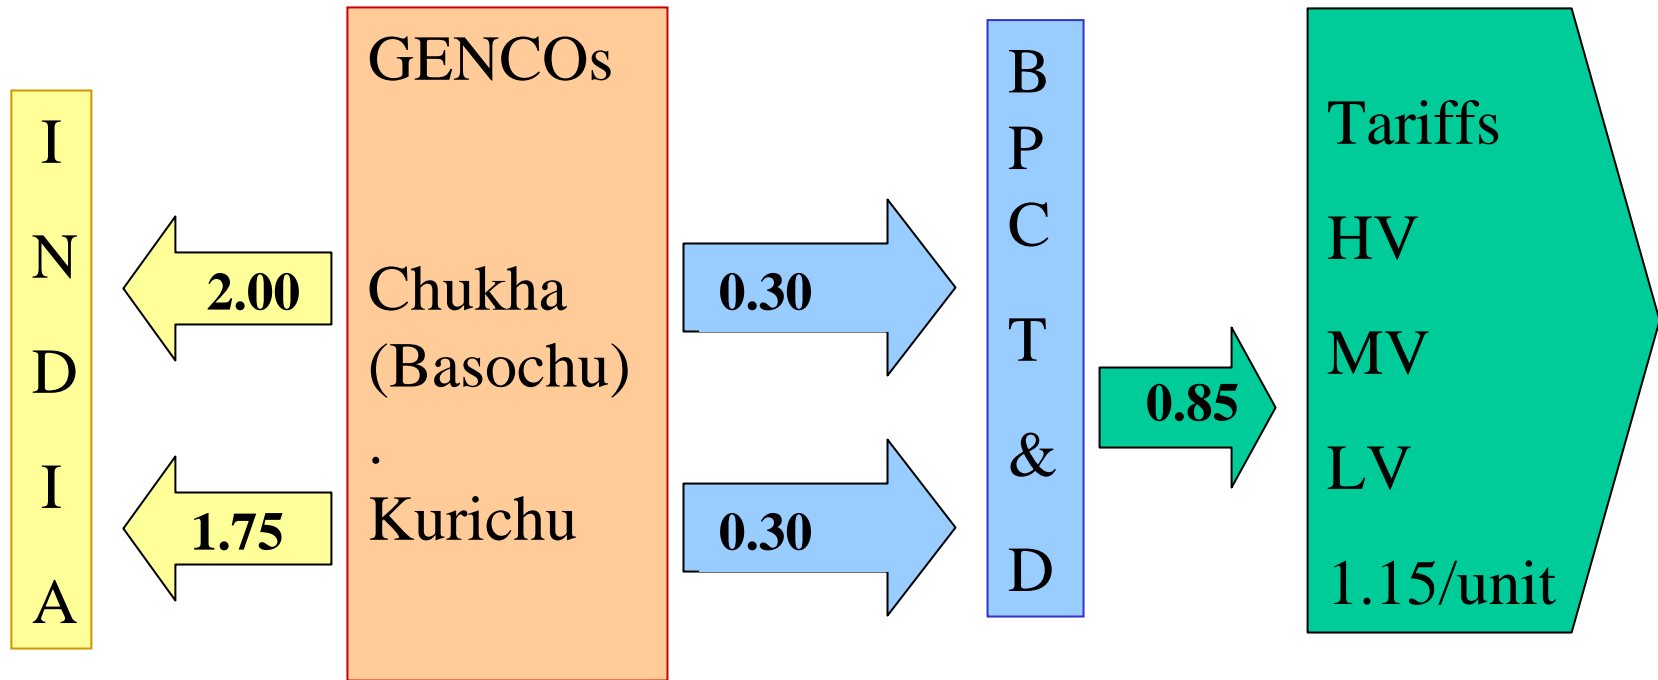 I
N
D
I
A
2.00
1.75
GENCOs
Chukha
(Basochu)
.
Kurichu
0.30
0.30
B
P
C
T
&
D
0.85
Tariffs
HV
MV
LV
1.15/unit